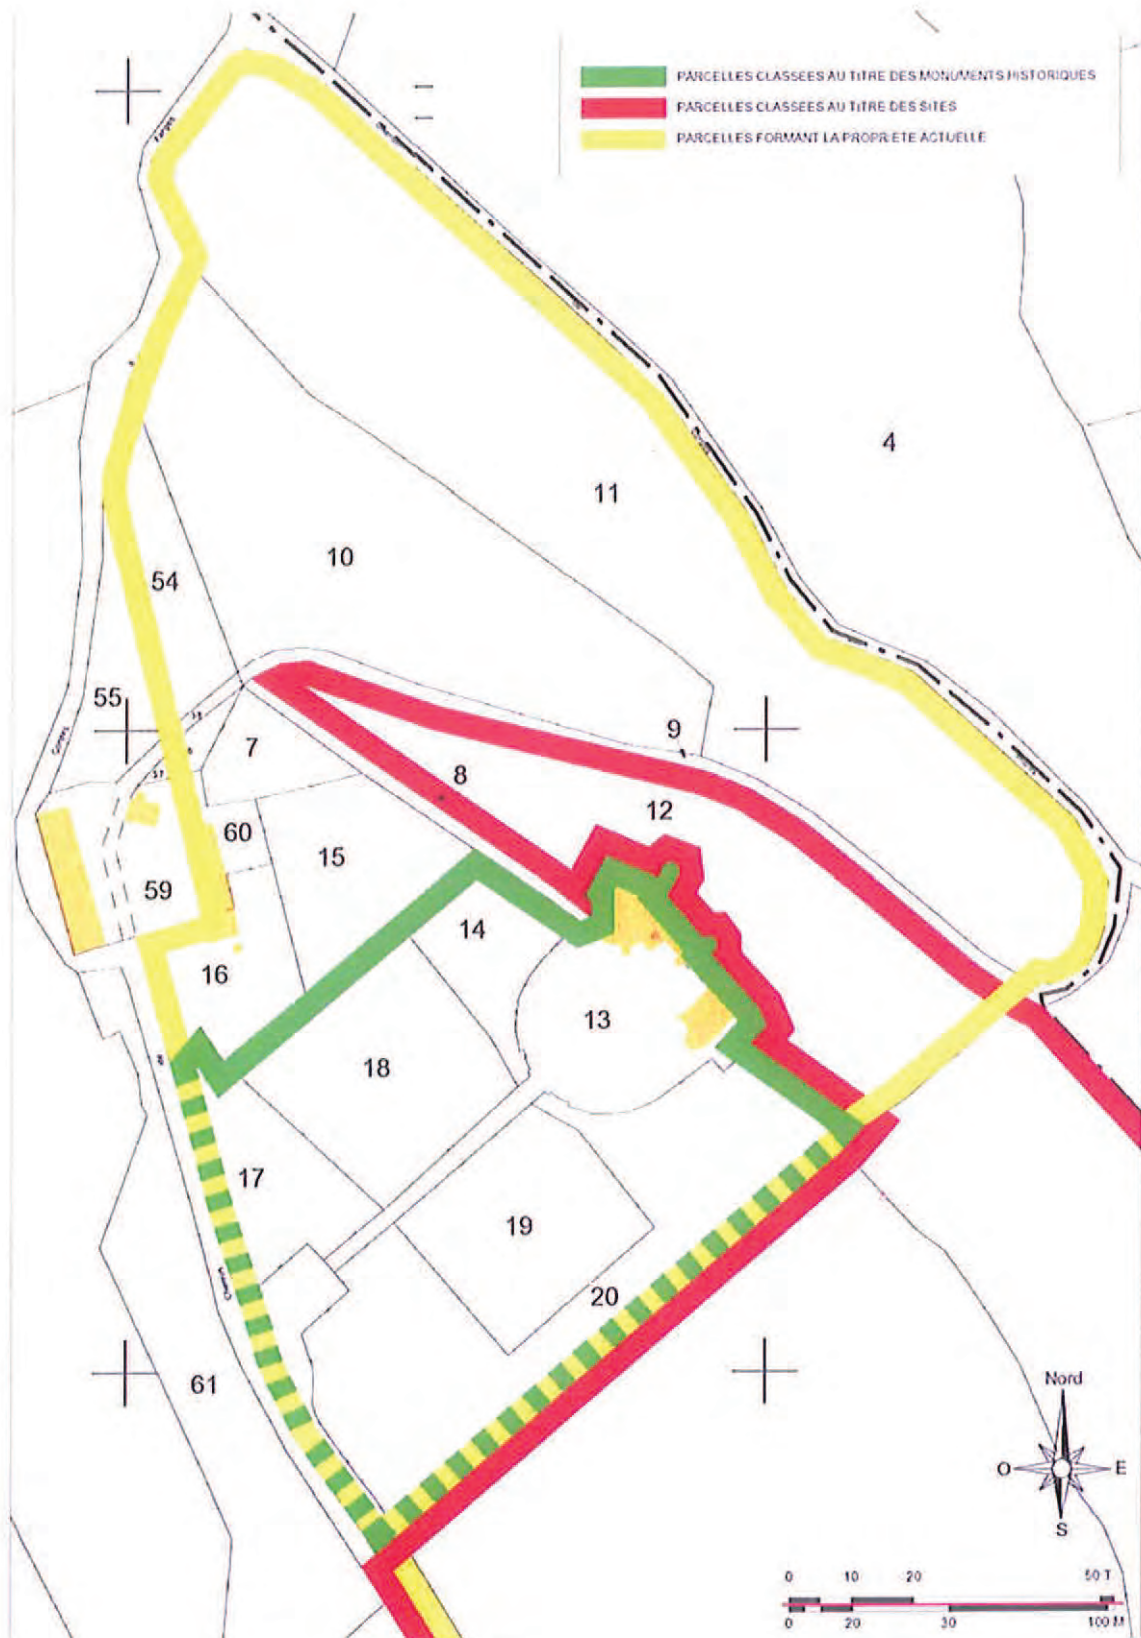 PARCELLES CLASSEES AU TITRE DES MONUMENTS HISTORIQUES
PARCELLES CLASSEES AU TITRE DES SITES
PARCELLES FORMANT LA PROPRIETE ACTUELLE
4
11
10
54
55
9
7
8
12
60
15
59
14
16
13
18
17
19
20
61
Nord
O
E
S
0 10 20 50 T
0 20 30 100 M